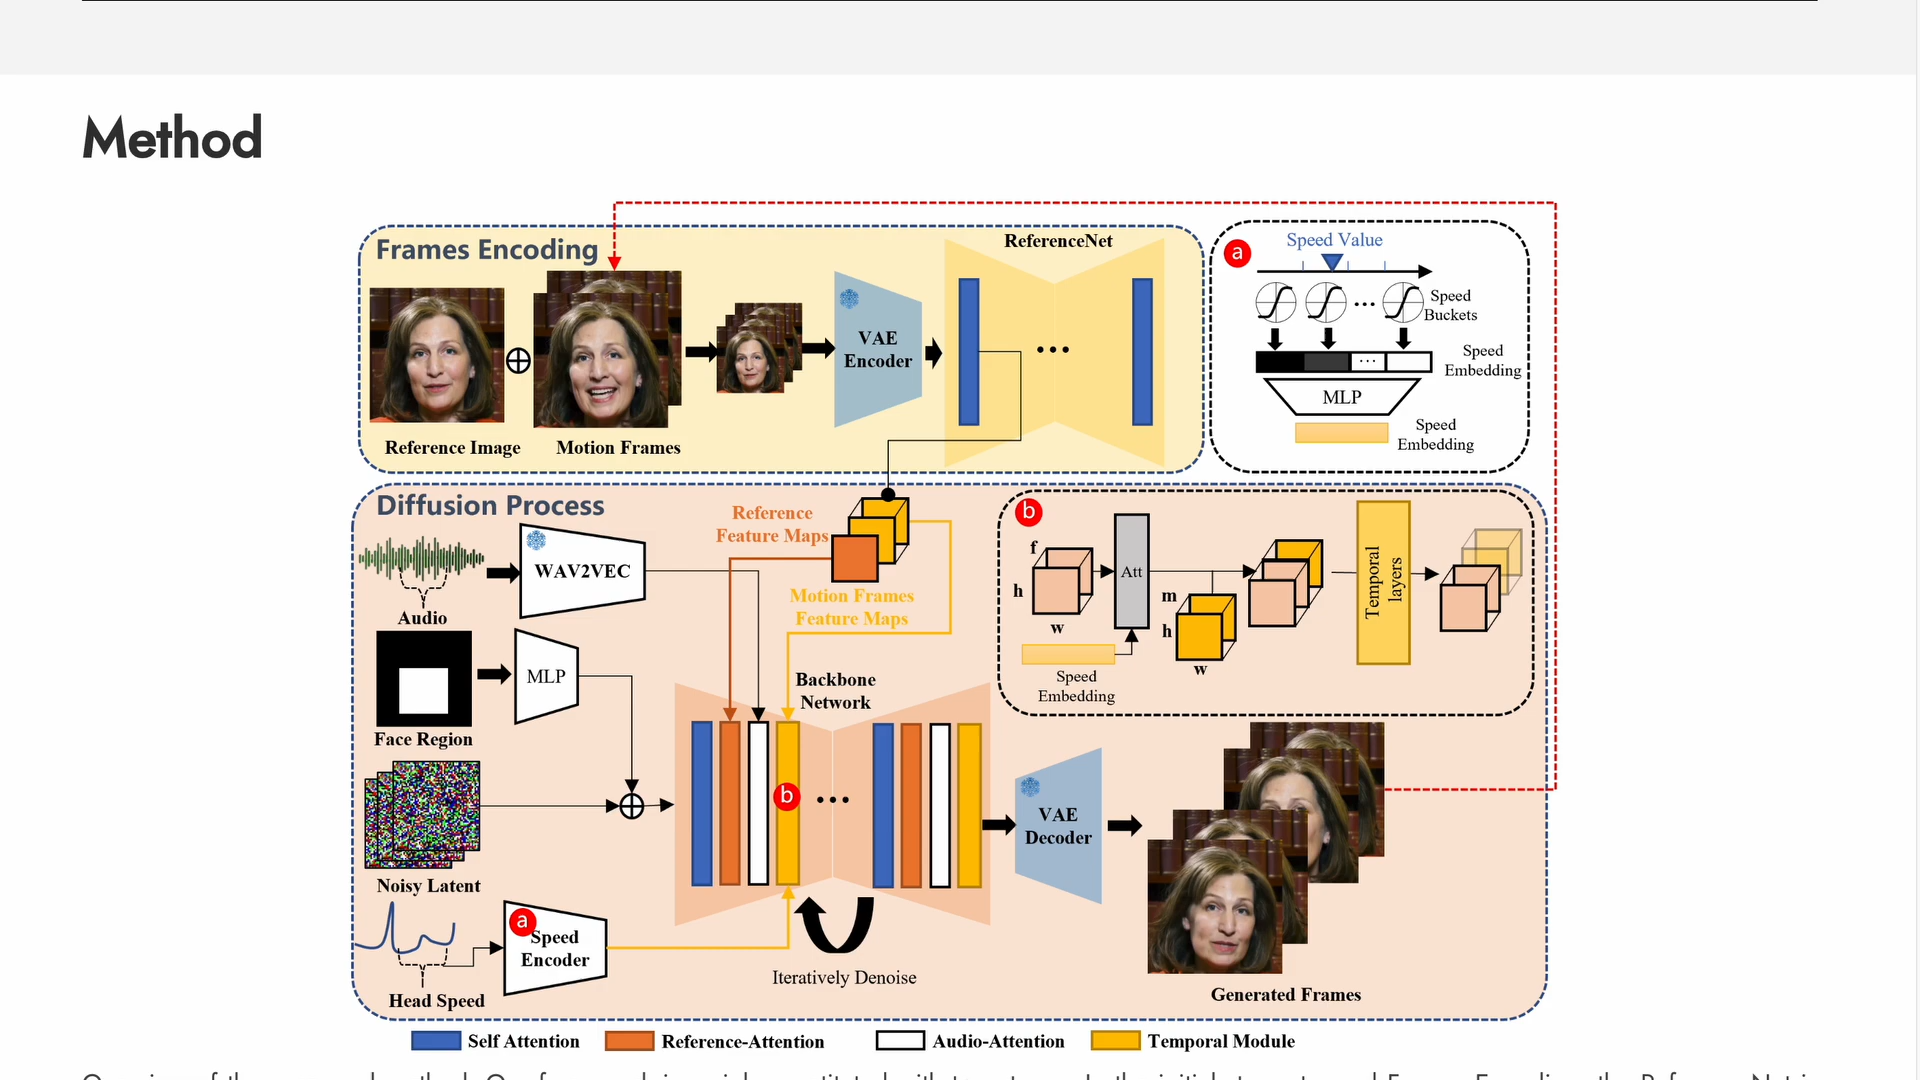 Method
Frames Encoding
ReferenceNet
VAE
Encoder
Reference Image
Motion Frames
a
Speed Value
Speed
Buckets
Speed
Embedding
MLP
Speed
Embedding
Diffusion Process
Reference
Feature Maps
WAV2VEC
Audio
Motion Frames
Feature Maps
b
f
h
w
Att
m
h
w
Temporal
layers
Speed
Embedding
MLP
Face Region
Backbone
Network
b
VAE
Decoder
Noisy Latent
a
Speed
Encoder
Head Speed
Iteratively Denoise
Generated Frames
Self Attention
Reference-Attention
Audio-Attention
Temporal Module